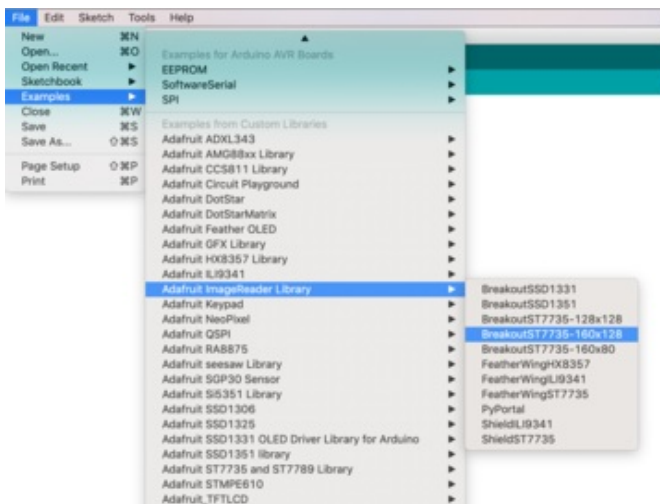 File Edit Sketch Tools Help
New ⌘N
Open... ⌘O
Open Recent
Sketchbook
Examples
Close ⌘W
Save ⌘S
Save As... ⇧⌘S
Page Setup ⇧⌘P
Print ⌘P
Examples for Arduino AVR Boards
EEPROM
SoftwareSerial
SPI
Examples from Custom Libraries
Adafruit ADXL343
Adafruit AMG88xx Library
Adafruit CCS811 Library
Adafruit Circuit Playground
Adafruit DotStar
Adafruit DotStarMatrix
Adafruit Feather OLED
Adafruit GFX Library
Adafruit HX8357 Library
Adafruit ILI9341
Adafruit ImageReader Library
Adafruit Keypad
Adafruit NeoPixel
Adafruit QSPI
Adafruit RA8875
Adafruit seesaw Library
Adafruit SGP30 Sensor
Adafruit Si5351 Library
Adafruit SSD1306
Adafruit SSD1325
Adafruit SSD1331 OLED Driver Library for Arduino
Adafruit SSD1351 library
Adafruit ST7735 and ST7789 Library
Adafruit STMPE610
Adafruit_TFTLCD
BreakoutSSD1331
BreakoutSSD1351
BreakoutST7735-128x128
BreakoutST7735-160x128
BreakoutST7735-160x80
FeatherWingHX8357
FeatherWingILI9341
FeatherWingST7735
PyPortal
ShieldILI9341
ShieldST7735